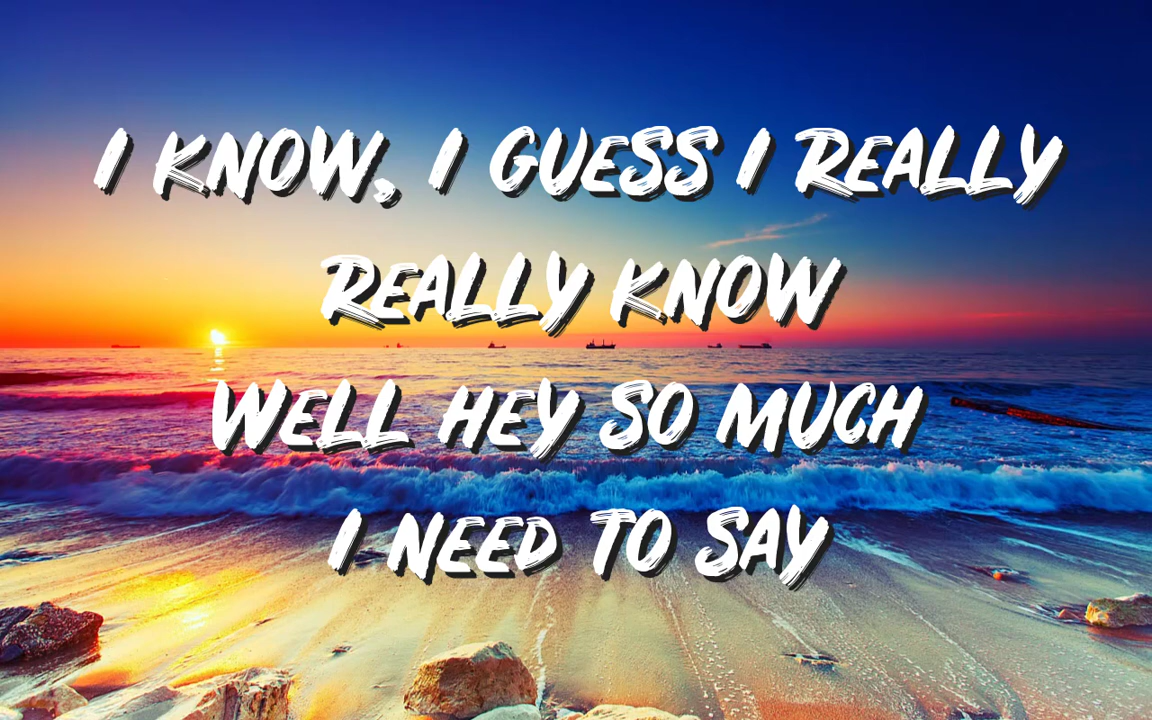 I KNOW, I GUESS I REALLY
REALLY KNOW
WELL HEY SO MUCH
I NEED TO SAY